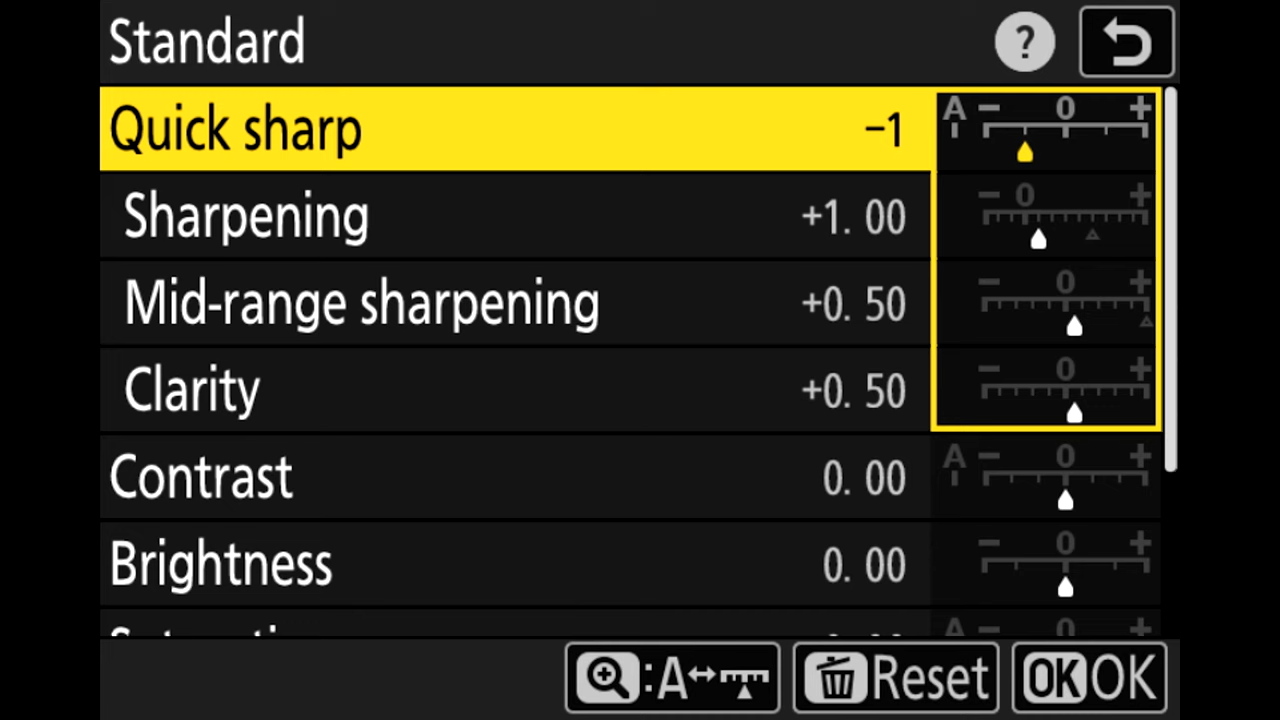 Standard ?
Quick sharp −1 A − 0 +
Sharpening +1. 00 − 0 +
Mid-range sharpening +0. 50 − 0 +
Clarity +0. 50 − 0 +
Contrast 0. 00 A − 0 +
Brightness 0. 00 − 0 +
A 0 +
:A Reset OK OK